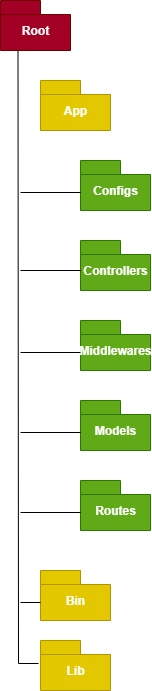 Root
App
Configs
Controllers
Middlewares
Models
Routes
Bin
Lib